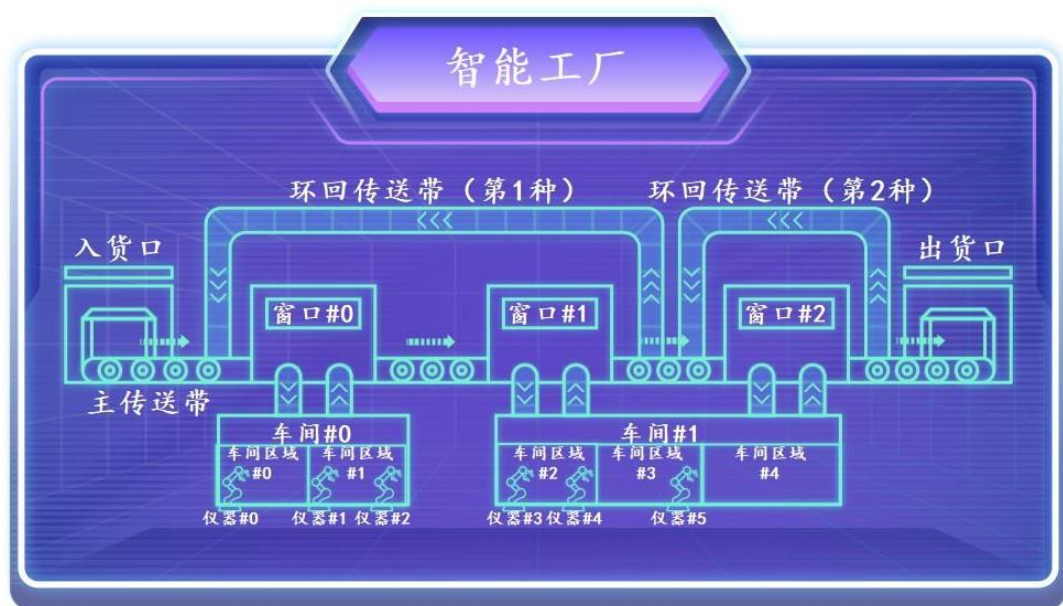 智能工厂
环回传送带（第1种）
环回传送带（第2种）
入货口
出货口
窗口#0
窗口#1
窗口#2
主传送带
车间#0
车间#1
车间区域
#0
车间区域
#1
车间区域
#2
车间区域
#3
车间区域
#4
仪器#0
仪器#1
仪器#2
仪器#3
仪器#4
仪器#5